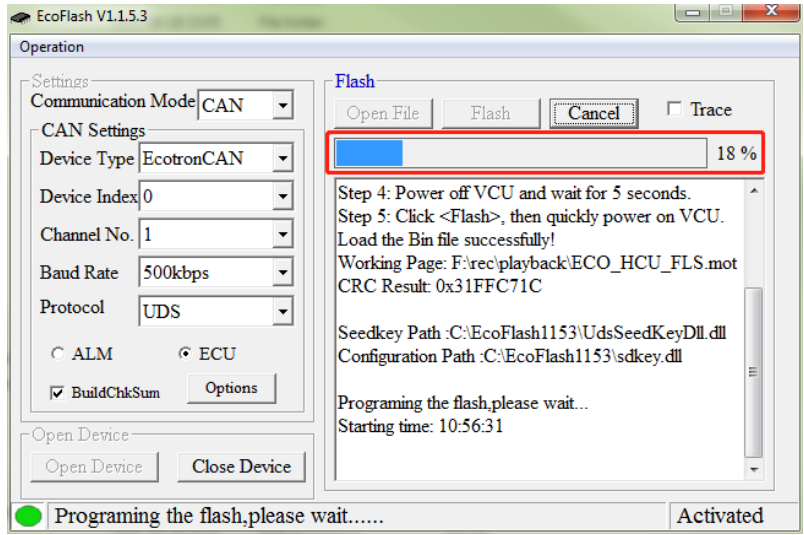 EcoFlash V1.1.5.3
Operation
Settings
Communication Mode CAN
CAN Settings
Device Type EcotronCAN
Device Index 0
Channel No. 1
Baud Rate 500kbps
Protocol UDS
ALM ECU
BuildChkSum Options
Open Device
Open Device Close Device
Flash
Open File Flash Cancel Trace
18 %
Step 4: Power off VCU and wait for 5 seconds.
Step 5: Click <Flash>, then quickly power on VCU.
Load the Bin file successfully!
Working Page: F:\rec\playback\ECO_HCU_FLS.mot
CRC Result: 0x31FFC71C
Seedkey Path :C:\EcoFlash1153\UdsSeedKeyDll.dll
Configuration Path :C:\EcoFlash1153\sdkey.dll
Programing the flash,please wait...
Starting time: 10:56:31
Programing the flash,please wait...... Activated